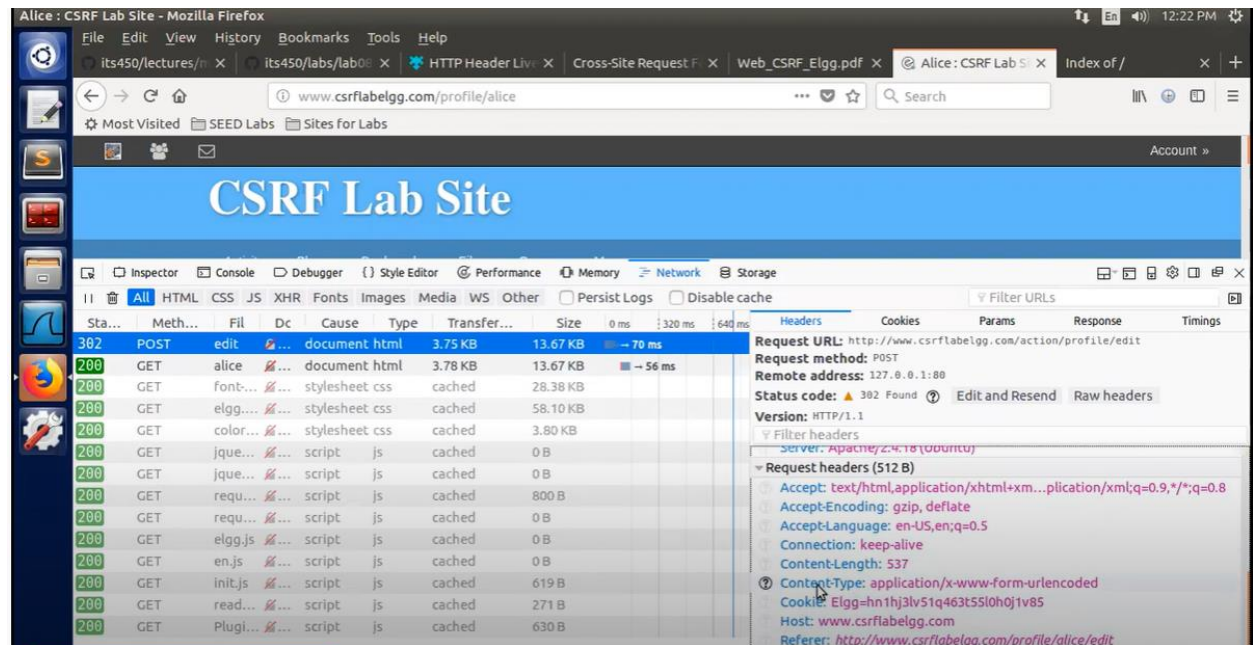 Alice : CSRF Lab Site - Mozilla Firefox
En
12:22 PM
File Edit View History Bookmarks Tools Help
its450/lectures/m
its450/labs/lab08
HTTP Header Live
Cross-Site Request F
Web_CSRF_Elgg.pdf
Alice : CSRF Lab S
Index of /
www.csrflabelgg.com/profile/alice
Search
Most Visited SEED Labs Sites for Labs
Account »
CSRF Lab Site
Inspector Console Debugger Style Editor Performance Memory Network Storage
All HTML CSS JS XHR Fonts Images Media WS Other Persist Logs Disable cache Filter URLs
Sta... Meth... Fil Dc Cause Type Transfer... Size 0 ms 320 ms 640 ms
302 POST edit ... document html 3.75 KB 13.67 KB → 70 ms
200 GET alice ... document html 3.78 KB 13.67 KB → 56 ms
200 GET font-... ... stylesheet css cached 28.38 KB
200 GET elgg.... ... stylesheet css cached 58.10 KB
200 GET color... ... stylesheet css cached 3.80 KB
200 GET jque... ... script js cached 0 B
200 GET jque... ... script js cached 0 B
200 GET requ... ... script js cached 800 B
200 GET requ... ... script js cached 0 B
200 GET elgg.js ... script js cached 0 B
200 GET en.js ... script js cached 0 B
200 GET init.js ... script js cached 619 B
200 GET read... ... script js cached 271 B
200 GET Plugi... ... script js cached 630 B
Headers Cookies Params Response Timings
Request URL: http://www.csrflabelgg.com/action/profile/edit
Request method: POST
Remote address: 127.0.0.1:80
Status code: 302 Found Edit and Resend Raw headers
Version: HTTP/1.1
Filter headers
Server: Apache/2.4.18 (Ubuntu)
Request headers (512 B)
Accept: text/html,application/xhtml+xm...plication/xml;q=0.9,*/*;q=0.8
Accept-Encoding: gzip, deflate
Accept-Language: en-US,en;q=0.5
Connection: keep-alive
Content-Length: 537
Content-Type: application/x-www-form-urlencoded
Cookie: Elgg=hn1hj3lv51q463t55l0h0j1v85
Host: www.csrflabelgg.com
Referer: http://www.csrflabelgg.com/profile/alice/edit